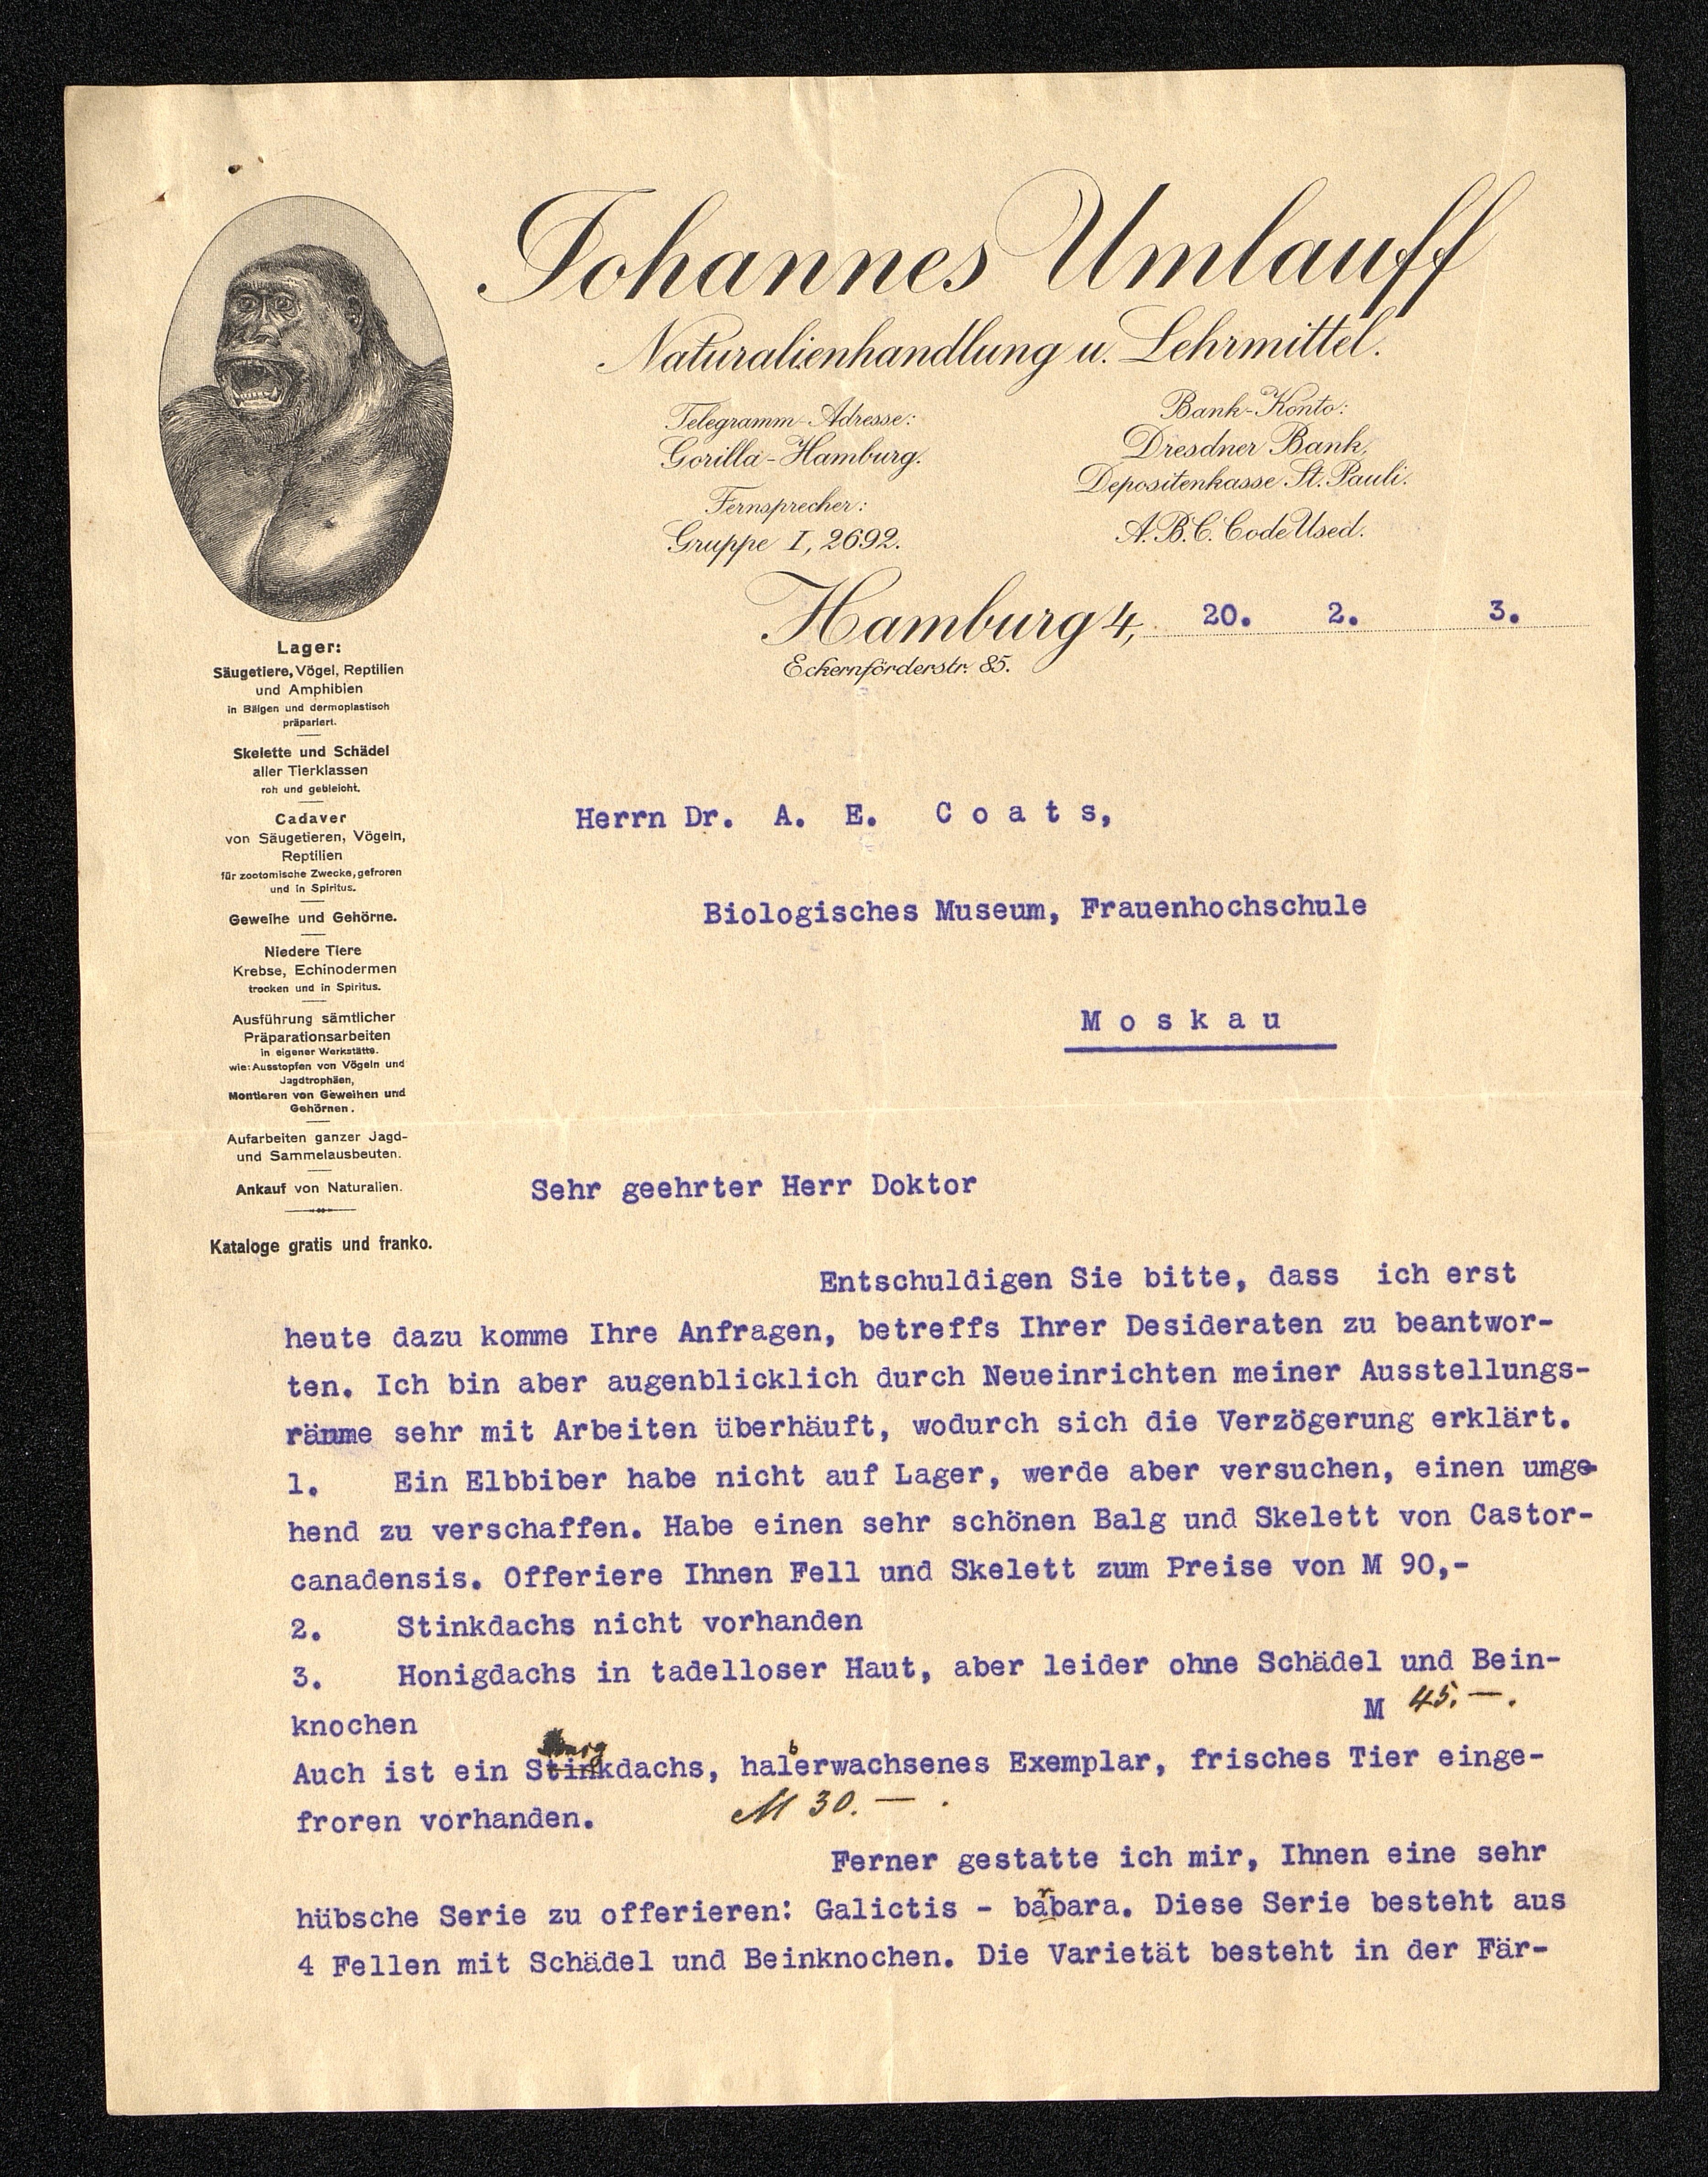 Johannes Umlauff
Naturalienhandlung u. Lehrmittel.
Telegramm-Adresse:
Gorilla-Hamburg.
Fernsprecher:
Gruppe I, 2692.
Bank-Konto:
Dresdner Bank,
Depositenkasse St. Pauli.
A.B.C. Code Used.
Hamburg 4, 20. 2. 3.
Eckernförderstr. 85.
Lager:
Säugetiere, Vögel, Reptilien
und Amphibien
in Bälgen und dermoplastisch
präpariert.
Skelette und Schädel
aller Tierklassen
roh und gebleicht.
Cadaver
von Säugetieren, Vögeln,
Reptilien
für zootomische Zwecke, gefroren
und in Spiritus.
Geweihe und Gehörne.
Niedere Tiere
Krebse, Echinodermen
trocken und in Spiritus.
Ausführung sämtlicher
Präparationsarbeiten
in eigener Werkstätte.
wie: Ausstopfen von Vögeln und
Jagdtrophäen,
Montieren von Geweihen und
Gehörnen.
Aufarbeiten ganzer Jagd-
und Sammelausbeuten.
Ankauf von Naturalien.
Kataloge gratis und franko.
Herrn Dr. A. E. Coats,
Biologisches Museum, Frauenhochschule
Moskau
Sehr geehrter Herr Doktor
Entschuldigen Sie bitte, dass ich erst
heute dazu komme Ihre Anfragen, betreffs Ihrer Desideraten zu beantwor-
ten. Ich bin aber augenblicklich durch Neueinrichten meiner Ausstellungs-
räume sehr mit Arbeiten überhäuft, wodurch sich die Verzögerung erklärt.
1. Ein Elbbiber habe nicht auf Lager, werde aber versuchen, einen umge-
hend zu verschaffen. Habe einen sehr schönen Balg und Skelett von Castor-
canadensis. Offeriere Ihnen Fell und Skelett zum Preise von M 90,-
2. Stinkdachs nicht vorhanden
3. Honigdachs in tadelloser Haut, aber leider ohne Schädel und Bein-
knochen M 45.—.
Honig
Auch ist ein Stinkdachs, halberwachsenes Exemplar, frisches Tier einge-
froren vorhanden. M 30.—.
Ferner gestatte ich mir, Ihnen eine sehr
hübsche Serie zu offerieren: Galictis - barbara. Diese Serie besteht aus
4 Fellen mit Schädel und Beinknochen. Die Varietät besteht in der Fär-